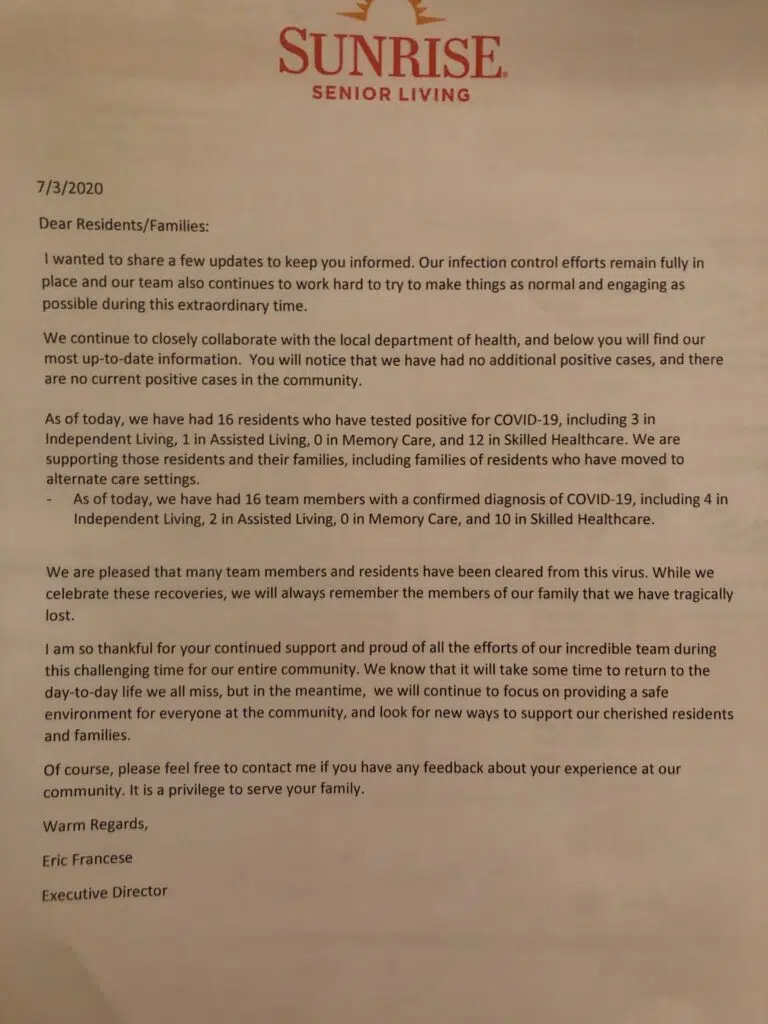 SUNRISE
SENIOR LIVING
7/3/2020
Dear Residents/Families:
I wanted to share a few updates to keep you informed. Our infection control efforts remain fully in
place and our team also continues to work hard to try to make things as normal and engaging as
possible during this extraordinary time.
We continue to closely collaborate with the local department of health, and below you will find our
most up-to-date information. You will notice that we have had no additional positive cases, and there
are no current positive cases in the community.
As of today, we have had 16 residents who have tested positive for COVID-19, including 3 in
Independent Living, 1 in Assisted Living, 0 in Memory Care, and 12 in Skilled Healthcare. We are
supporting those residents and their families, including families of residents who have moved to
alternate care settings.
- As of today, we have had 16 team members with a confirmed diagnosis of COVID-19, including 4 in
Independent Living, 2 in Assisted Living, 0 in Memory Care, and 10 in Skilled Healthcare.
We are pleased that many team members and residents have been cleared from this virus. While we
celebrate these recoveries, we will always remember the members of our family that we have tragically
lost.
I am so thankful for your continued support and proud of all the efforts of our incredible team during
this challenging time for our entire community. We know that it will take some time to return to the
day-to-day life we all miss, but in the meantime, we will continue to focus on providing a safe
environment for everyone at the community, and look for new ways to support our cherished residents
and families.
Of course, please feel free to contact me if you have any feedback about your experience at our
community. It is a privilege to serve your family.
Warm Regards,
Eric Francese
Executive Director